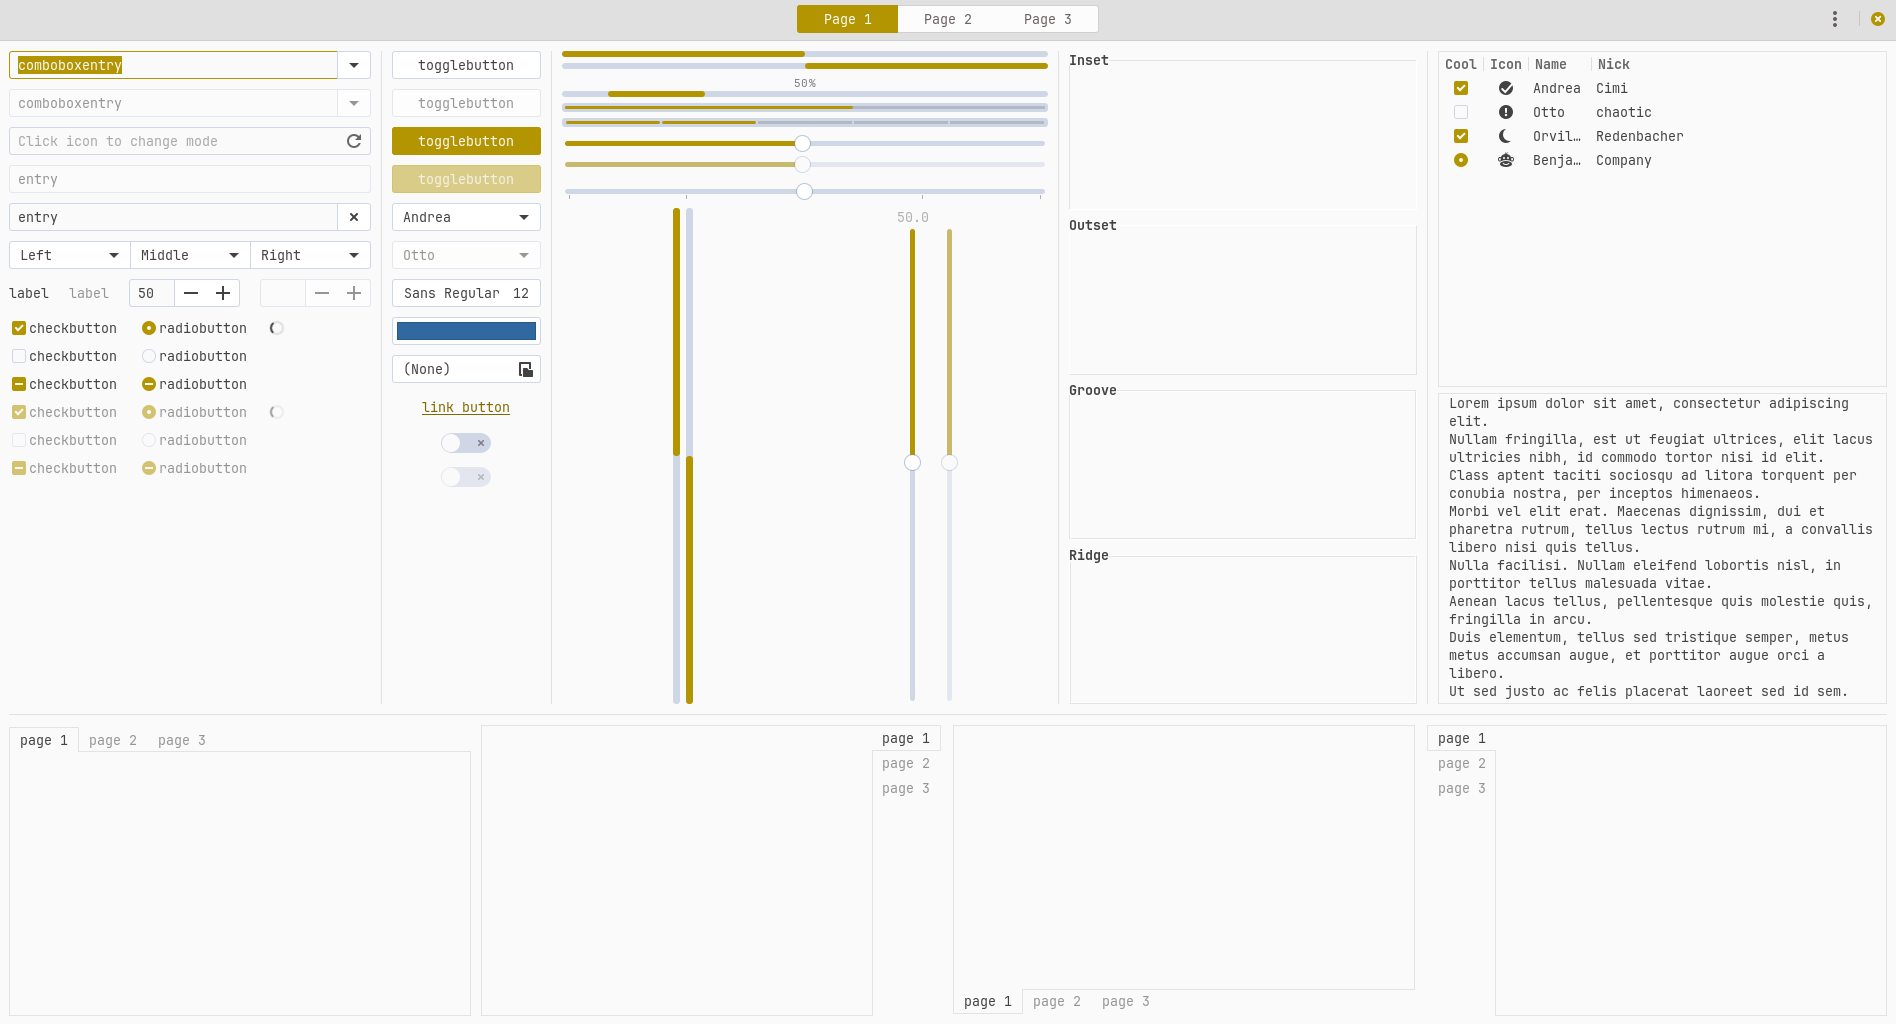 Page 1 Page 2 Page 3
comboboxentry
comboboxentry
Click icon to change mode
entry
entry
Left Middle Right
label label 50
checkbutton radiobutton
checkbutton radiobutton
checkbutton radiobutton
checkbutton radiobutton
checkbutton radiobutton
checkbutton radiobutton
togglebutton
togglebutton
togglebutton
togglebutton
Andrea
Otto
Sans Regular 12
(None)
link button
50%
50.0
Inset
Outset
Groove
Ridge
Cool Icon Name Nick
Andrea Cimi
Otto chaotic
Orvil… Redenbacher
Benja… Company
Lorem ipsum dolor sit amet, consectetur adipiscing
elit.
Nullam fringilla, est ut feugiat ultrices, elit lacus
ultricies nibh, id commodo tortor nisi id elit.
Class aptent taciti sociosqu ad litora torquent per
conubia nostra, per inceptos himenaeos.
Morbi vel elit erat. Maecenas dignissim, dui et
pharetra rutrum, tellus lectus rutrum mi, a convallis
libero nisi quis tellus.
Nulla facilisi. Nullam eleifend lobortis nisl, in
porttitor tellus malesuada vitae.
Aenean lacus tellus, pellentesque quis molestie quis,
fringilla in arcu.
Duis elementum, tellus sed tristique semper, metus
metus accumsan augue, et porttitor augue orci a
libero.
Ut sed justo ac felis placerat laoreet sed id sem.
page 1 page 2 page 3
page 1
page 2
page 3
page 1 page 2 page 3
page 1
page 2
page 3